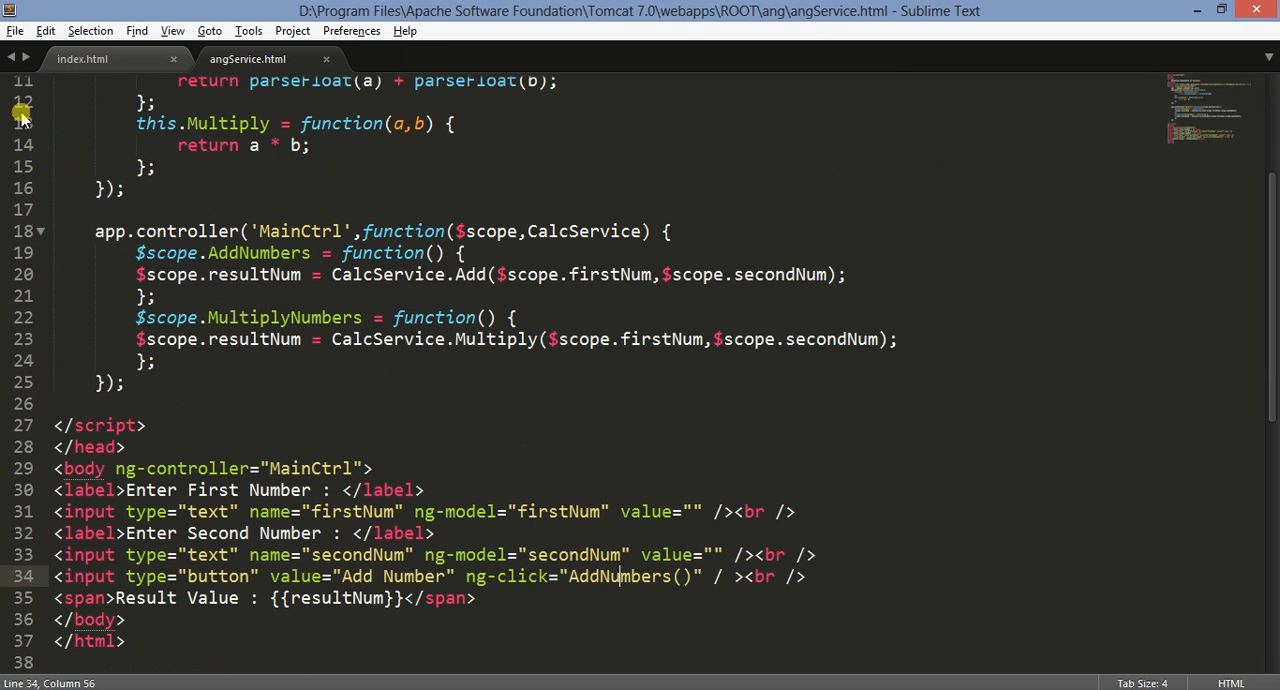 D:\Program Files\Apache Software Foundation\Tomcat 7.0\webapps\ROOT\ang\angService.html - Sublime Text
File Edit Selection Find View Goto Tools Project Preferences Help
index.html × angService.html ×
11 return parseFloat(a) + parseFloat(b);
12 };
13 this.Multiply = function(a,b) {
14 return a * b;
15 };
16 });
17
18 app.controller('MainCtrl',function($scope,CalcService) {
19 $scope.AddNumbers = function() {
20 $scope.resultNum = CalcService.Add($scope.firstNum,$scope.secondNum);
21 };
22 $scope.MultiplyNumbers = function() {
23 $scope.resultNum = CalcService.Multiply($scope.firstNum,$scope.secondNum);
24 };
25 });
26
27 </script>
28 </head>
29 <body ng-controller="MainCtrl">
30 <label>Enter First Number : </label>
31 <input type="text" name="firstNum" ng-model="firstNum" value="" /><br />
32 <label>Enter Second Number : </label>
33 <input type="text" name="secondNum" ng-model="secondNum" value="" /><br />
34 <input type="button" value="Add Number" ng-click="AddNumbers()" / ><br />
35 <span>Result Value : {{resultNum}}</span>
36 </body>
37 </html>
38
Line 34, Column 56 Tab Size: 4 HTML